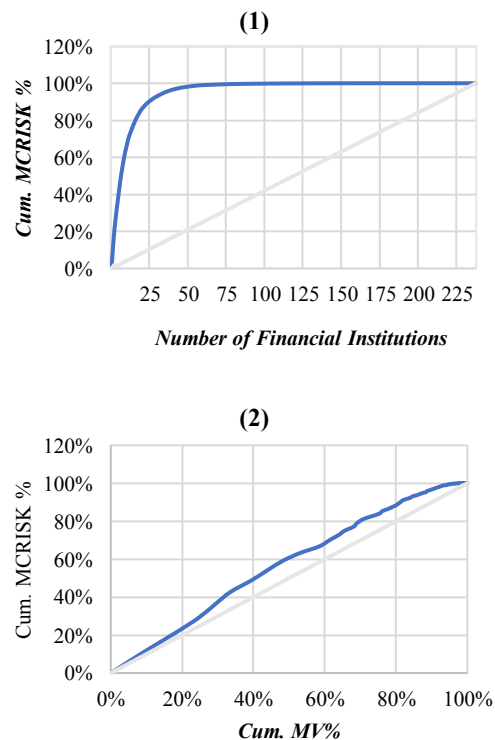 (1)
120%
100%
80%
60%
40%
20%
0%
Cum. MCRISK %
25 50 75 100 125 150 175 200 225
Number of Financial Institutions
(2)
120%
100%
80%
60%
40%
20%
0%
Cum. MCRISK %
0% 20% 40% 60% 80% 100%
Cum. MV%